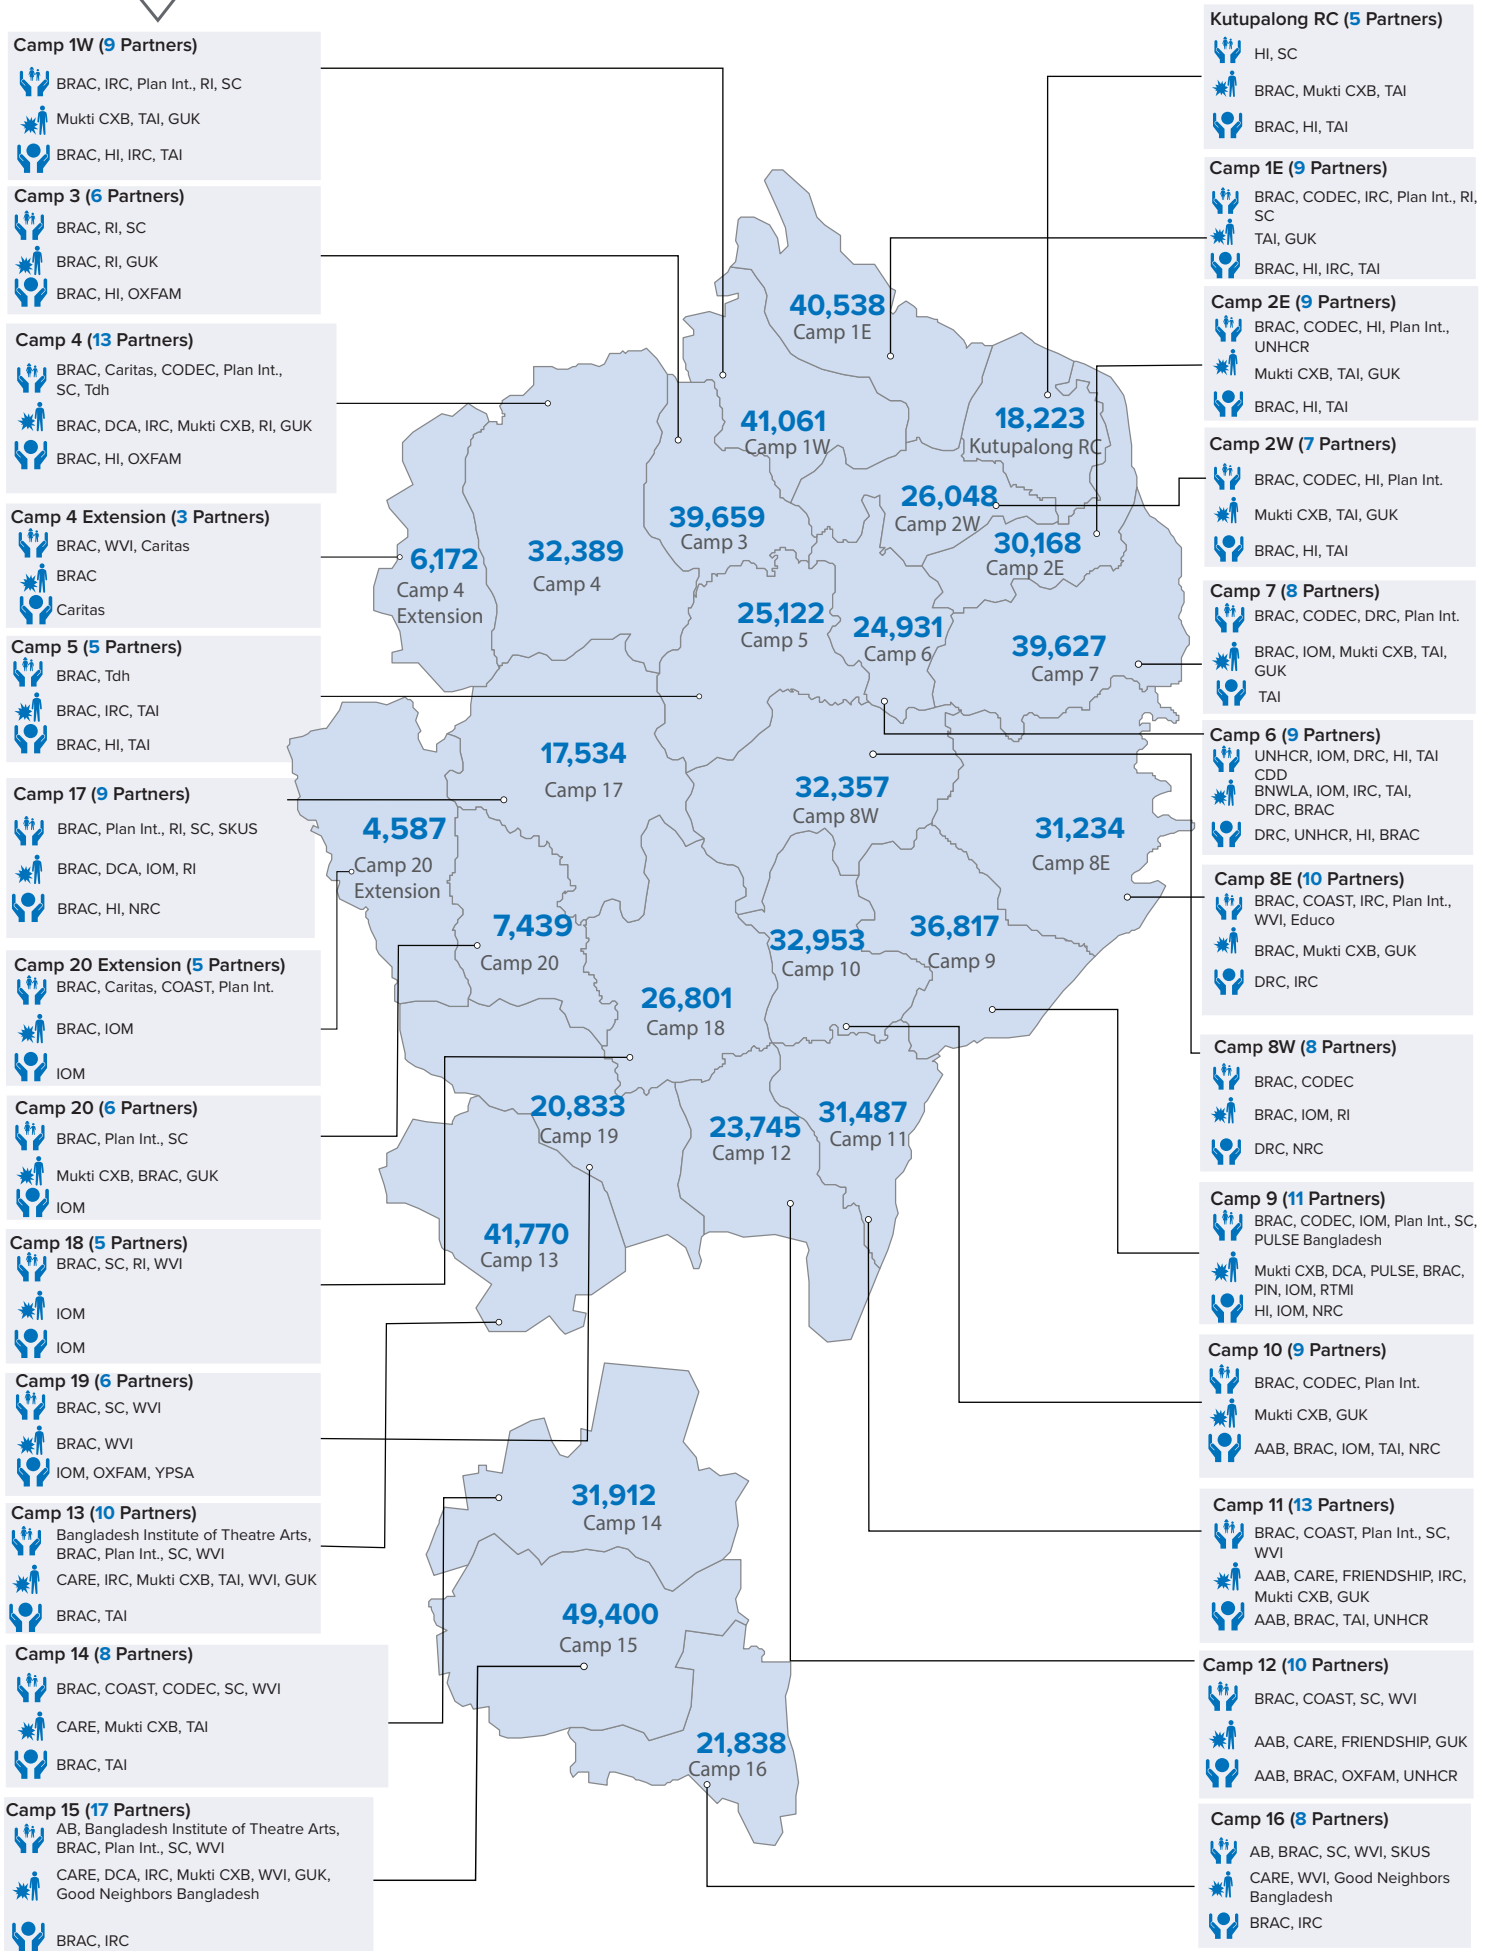 Camp 1W (9 Partners)
BRAC, IRC, Plan Int., RI, SC
Mukti CXB, TAI, GUK
BRAC, HI, IRC, TAI
Camp 3 (6 Partners)
BRAC, RI, SC
BRAC, RI, GUK
BRAC, HI, OXFAM
Camp 4 (13 Partners)
BRAC, Caritas, CODEC, Plan Int.,
SC, Tdh
BRAC, DCA, IRC, Mukti CXB, RI, GUK
BRAC, HI, OXFAM
Camp 4 Extension (3 Partners)
BRAC, WVI, Caritas
BRAC
Caritas
Camp 5 (5 Partners)
BRAC, Tdh
BRAC, IRC, TAI
BRAC, HI, TAI
Camp 17 (9 Partners)
BRAC, Plan Int., RI, SC, SKUS
BRAC, DCA, IOM, RI
BRAC, HI, NRC
Camp 20 Extension (5 Partners)
BRAC, Caritas, COAST, Plan Int.
BRAC, IOM
IOM
Camp 20 (6 Partners)
BRAC, Plan Int., SC
Mukti CXB, BRAC, GUK
IOM
Camp 18 (5 Partners)
BRAC, SC, RI, WVI
IOM
IOM
Camp 19 (6 Partners)
BRAC, SC, WVI
BRAC, WVI
IOM, OXFAM, YPSA
Camp 13 (10 Partners)
Bangladesh Institute of Theatre Arts,
BRAC, Plan Int., SC, WVI
CARE, IRC, Mukti CXB, TAI, WVI, GUK
BRAC, TAI
Camp 14 (8 Partners)
BRAC, COAST, CODEC, SC, WVI
CARE, Mukti CXB, TAI
BRAC, TAI
Camp 15 (17 Partners)
AB, Bangladesh Institute of Theatre Arts,
BRAC, Plan Int., SC, WVI
CARE, DCA, IRC, Mukti CXB, WVI, GUK,
Good Neighbors Bangladesh
BRAC, IRC
40,538
Camp 1E
41,061
Camp 1W
18,223
Kutupalong RC
26,048
Camp 2W
39,659
Camp 3
30,168
Camp 2E
32,389
Camp 4
6,172
Camp 4
Extension
25,122
Camp 5
24,931
Camp 6
39,627
Camp 7
17,534
Camp 17
32,357
Camp 8W
4,587
Camp 20
Extension
31,234
Camp 8E
7,439
Camp 20
32,953
Camp 10
36,817
Camp 9
26,801
Camp 18
20,833
Camp 19
23,745
Camp 12
31,487
Camp 11
41,770
Camp 13
31,912
Camp 14
49,400
Camp 15
21,838
Camp 16
Kutupalong RC (5 Partners)
HI, SC
BRAC, Mukti CXB, TAI
BRAC, HI, TAI
Camp 1E (9 Partners)
BRAC, CODEC, IRC, Plan Int., RI,
SC
TAI, GUK
BRAC, HI, IRC, TAI
Camp 2E (9 Partners)
BRAC, CODEC, HI, Plan Int.,
UNHCR
Mukti CXB, TAI, GUK
BRAC, HI, TAI
Camp 2W (7 Partners)
BRAC, CODEC, HI, Plan Int.
Mukti CXB, TAI, GUK
BRAC, HI, TAI
Camp 7 (8 Partners)
BRAC, CODEC, DRC, Plan Int.
BRAC, IOM, Mukti CXB, TAI,
GUK
TAI
Camp 6 (9 Partners)
UNHCR, IOM, DRC, HI, TAI
CDD
BNWLA, IOM, IRC, TAI,
DRC, BRAC
DRC, UNHCR, HI, BRAC
Camp 8E (10 Partners)
BRAC, COAST, IRC, Plan Int.,
WVI, Educo
BRAC, Mukti CXB, GUK
DRC, IRC
Camp 8W (8 Partners)
BRAC, CODEC
BRAC, IOM, RI
DRC, NRC
Camp 9 (11 Partners)
BRAC, CODEC, IOM, Plan Int., SC,
PULSE Bangladesh
Mukti CXB, DCA, PULSE, BRAC,
PIN, IOM, RTMI
HI, IOM, NRC
Camp 10 (9 Partners)
BRAC, CODEC, Plan Int.
Mukti CXB, GUK
AAB, BRAC, IOM, TAI, NRC
Camp 11 (13 Partners)
BRAC, COAST, Plan Int., SC,
WVI
AAB, CARE, FRIENDSHIP, IRC,
Mukti CXB, GUK
AAB, BRAC, TAI, UNHCR
Camp 12 (10 Partners)
BRAC, COAST, SC, WVI
AAB, CARE, FRIENDSHIP, GUK
AAB, BRAC, OXFAM, UNHCR
Camp 16 (8 Partners)
AB, BRAC, SC, WVI, SKUS
CARE, WVI, Good Neighbors
Bangladesh
BRAC, IRC